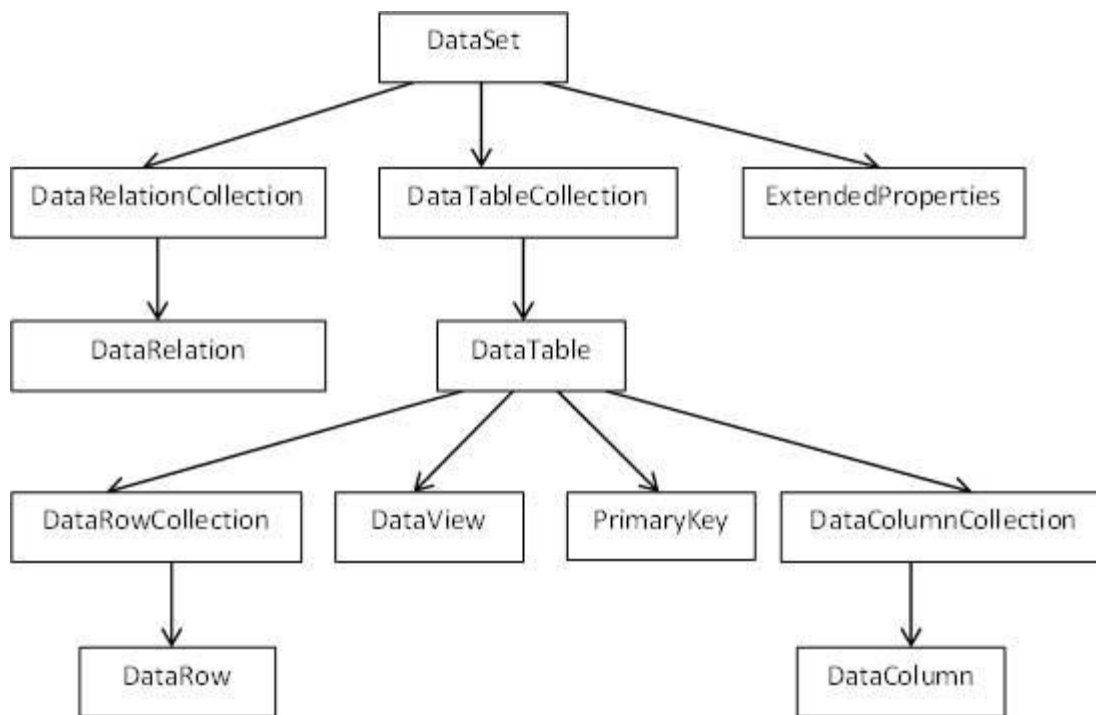 DataSet
DataRelationCollection
DataTableCollection
ExtendedProperties
DataRelation
DataTable
DataRowCollection
DataView
PrimaryKey
DataColumnCollection
DataRow
DataColumn